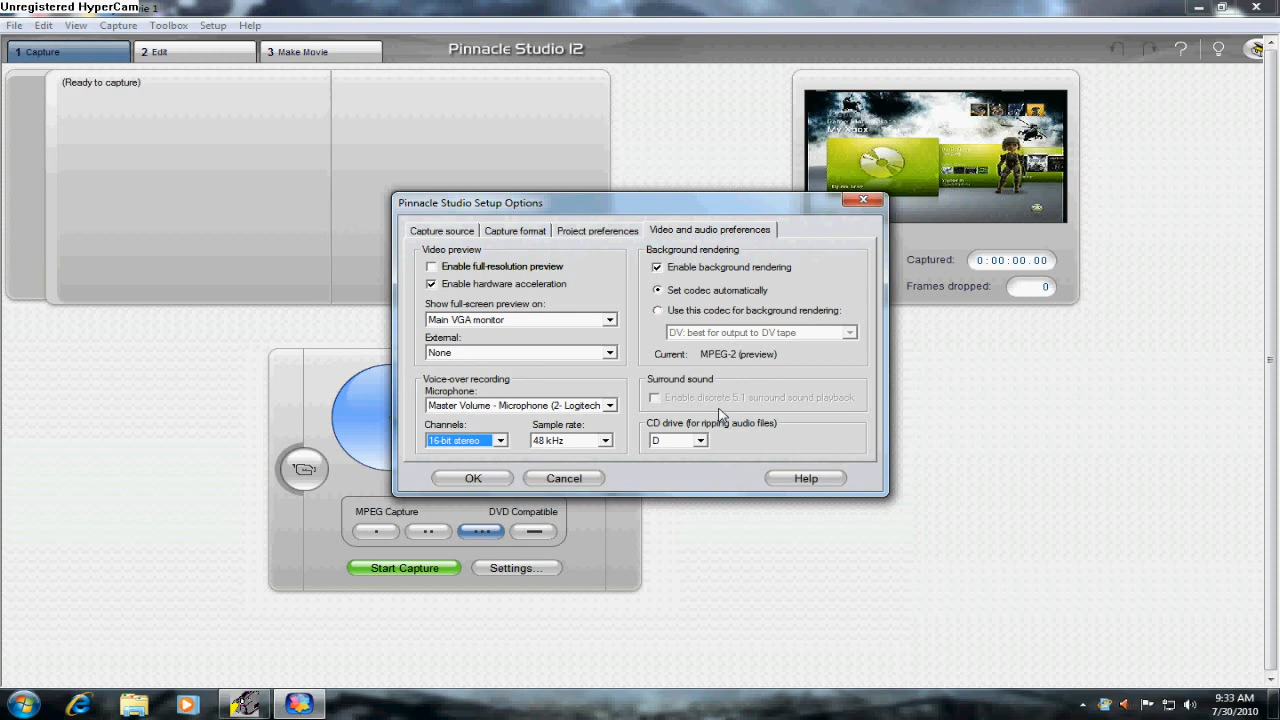 Unregistered HyperCam
ie 1
File Edit View Capture Toolbox Setup Help
1 Capture
2 Edit
3 Make Movie
Pinnacle Studio 12
(Ready to capture)
My Xbox
Captured: 0:00:00.00
Frames dropped: 0
Pinnacle Studio Setup Options
Capture source
Capture format
Project preferences
Video and audio preferences
Video preview
Enable full-resolution preview
Enable hardware acceleration
Show full-screen preview on:
Main VGA monitor
External:
None
Background rendering
Enable background rendering
Set codec automatically
Use this codec for background rendering:
DV: best for output to DV tape
Current: MPEG-2 (preview)
Voice-over recording
Microphone:
Master Volume - Microphone (2- Logitech
Channels: Sample rate:
16-bit stereo 48 kHz
Surround sound
Enable discrete 5.1 surround sound playback
CD drive (for ripping audio files)
D
OK
Cancel
Help
MPEG Capture DVD Compatible
Start Capture
Settings...
9:33 AM
7/30/2010